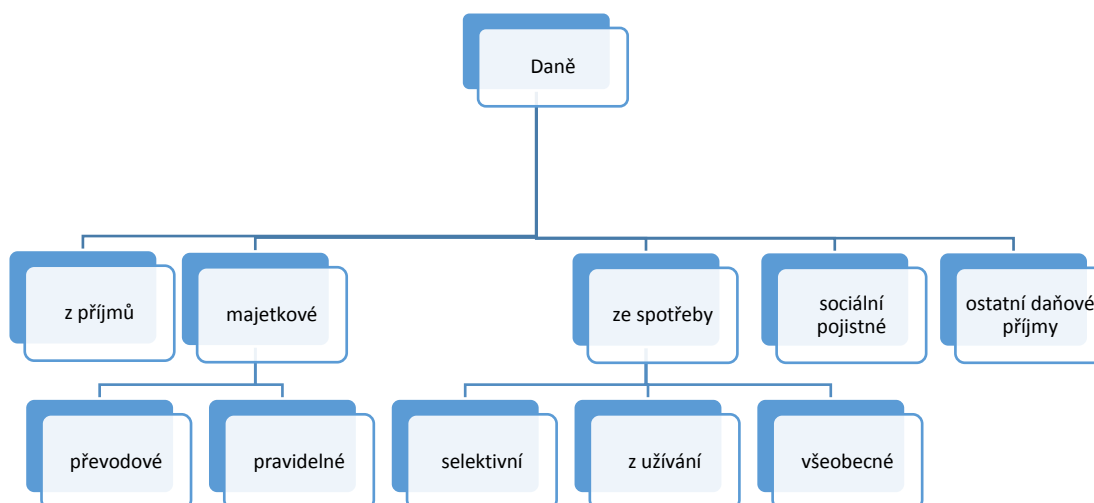 Daně
z příjmů
majetkové
ze spotřeby
sociální
pojistné
ostatní daňové
příjmy
převodové
pravidelné
selektivní
z užívání
všeobecné